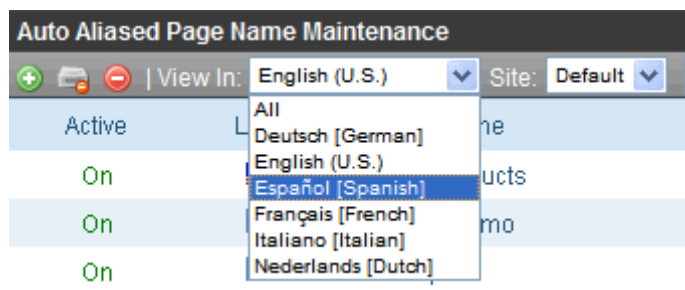 Auto Aliased Page Name Maintenance
| View In: English (U.S.) Site: Default
Active
All
Deutsch [German]
English (U.S.)
On
Español [Spanish]
Français [French]
On
Italiano [Italian]
Nederlands [Dutch]
On